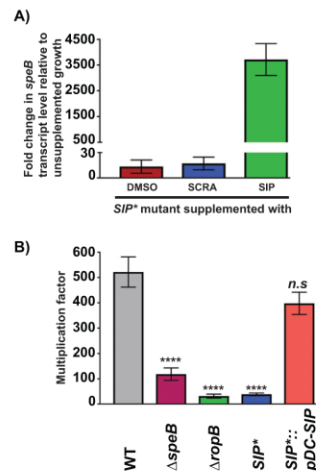 A)
Fold change in speB
transcript level relative to
unsupplemented growth
4500
3500
2500
1500
500
30
0
DMSO
SCRA
SIP
SIP* mutant supplemented with
B)
Multiplication factor
600
500
400
300
200
100
0
****
****
****
n.s
WT
ΔspeB
ΔropB
SIP*
SIP*::
pDC-SIP